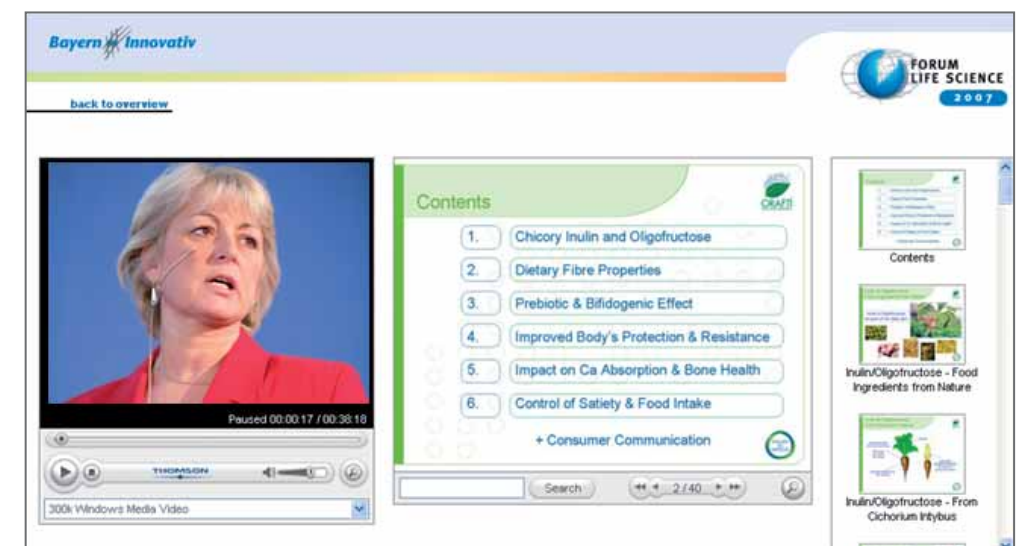 Bayern Innovativ
FORUM
LIFE SCIENCE
2007
back to overview
Paused 00:00:17 / 00:38:18
THOMSON
300k Windows Media Video
Contents
ORAFTI
1. Chicory Inulin and Oligofructose
2. Dietary Fibre Properties
3. Prebiotic & Bifidogenic Effect
4. Improved Body's Protection & Resistance
5. Impact on Ca Absorption & Bone Health
6. Control of Satiety & Food Intake
+ Consumer Communication
Search
2 / 40
Contents
Inulin/Oligofructose - Food
Ingredients from Nature
Inulin/Oligofructose - From
Cichorium Intybus